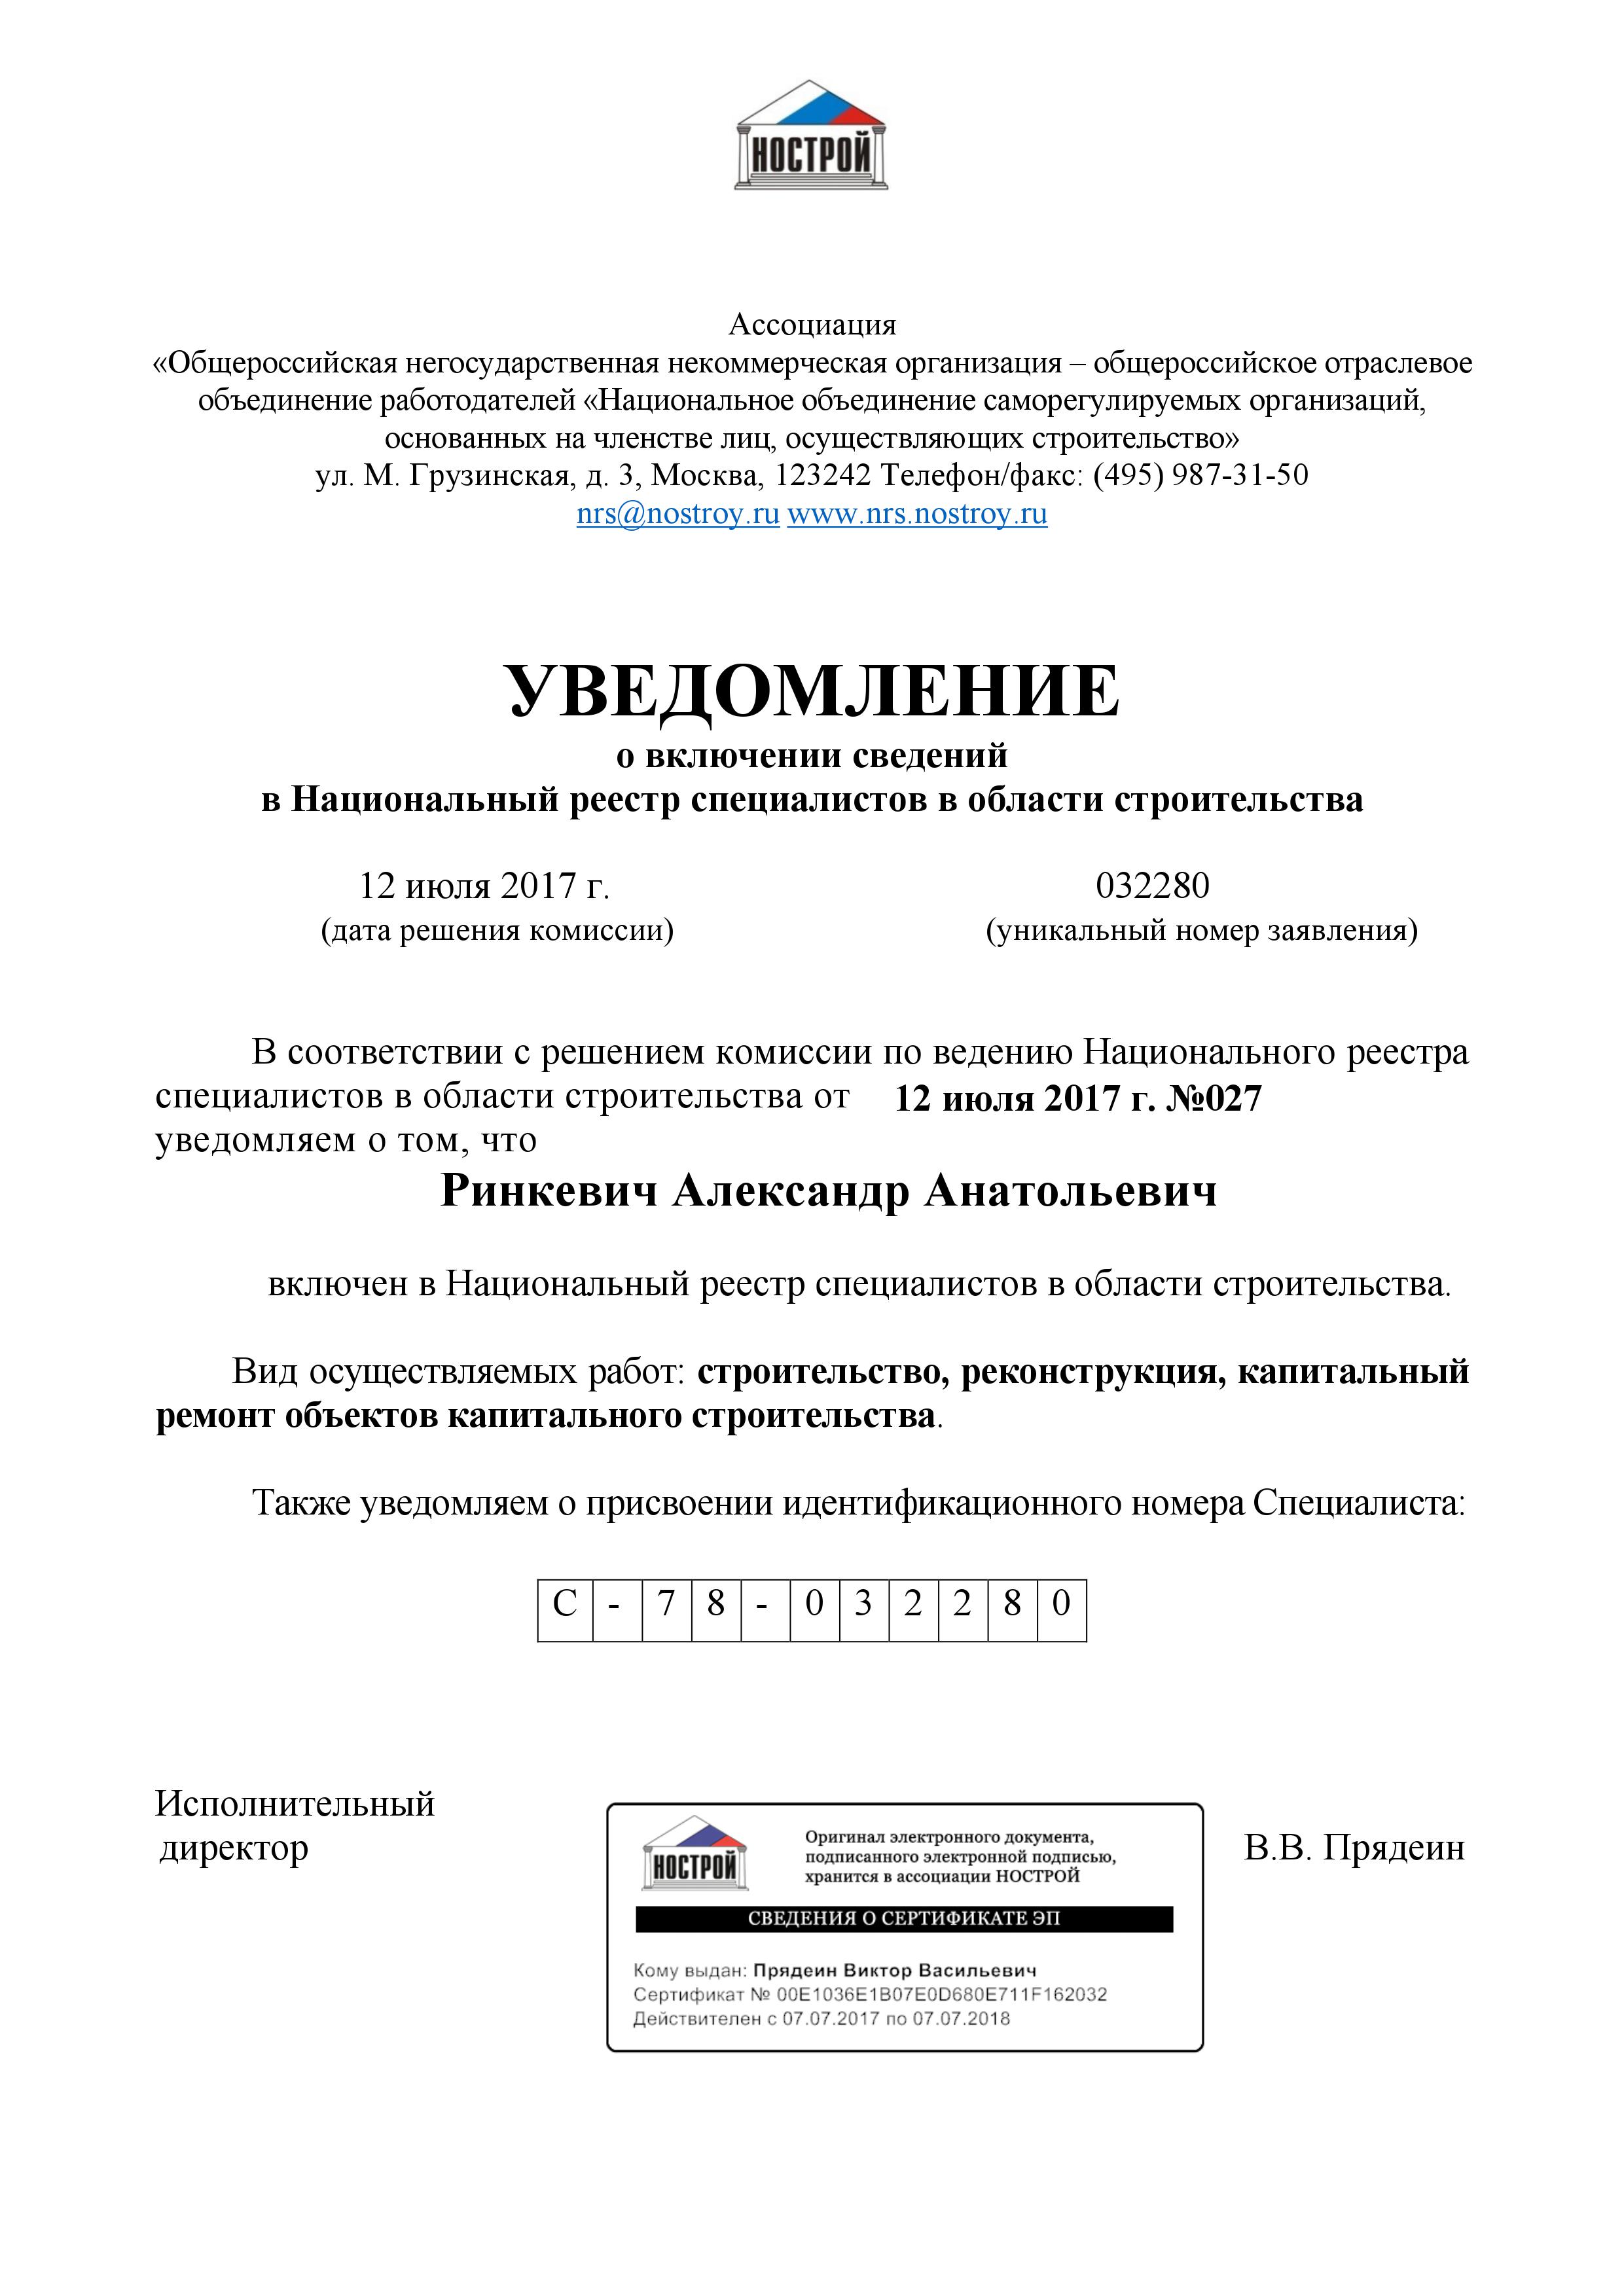 НОСТРОЙ
Ассоциация
«Общероссийская негосударственная некоммерческая организация – общероссийское отраслевое
объединение работодателей «Национальное объединение саморегулируемых организаций,
основанных на членстве лиц, осуществляющих строительство»
ул. М. Грузинская, д. 3, Москва, 123242 Телефон/факс: (495) 987-31-50
nrs@nostroy.ru www.nrs.nostroy.ru
УВЕДОМЛЕНИЕ
о включении сведений
в Национальный реестр специалистов в области строительства
12 июля 2017 г. 032280
(дата решения комиссии) (уникальный номер заявления)
В соответствии с решением комиссии по ведению Национального реестра
специалистов в области строительства от 12 июля 2017 г. №027
уведомляем о том, что
Ринкевич Александр Анатольевич
включен в Национальный реестр специалистов в области строительства.
Вид осуществляемых работ: строительство, реконструкция, капитальный
ремонт объектов капитального строительства.
Также уведомляем о присвоении идентификационного номера Специалиста:
С - 7 8 - 0 3 2 2 8 0
Исполнительный
директор
НОСТРОЙ
Оригинал электронного документа,
подписанного электронной подписью,
хранится в ассоциации НОСТРОЙ
СВЕДЕНИЯ О СЕРТИФИКАТЕ ЭП
Кому выдан: Прядеин Виктор Васильевич
Сертификат № 00E1036E1B07E0D680E711F162032
Действителен с 07.07.2017 по 07.07.2018
В.В. Прядеин